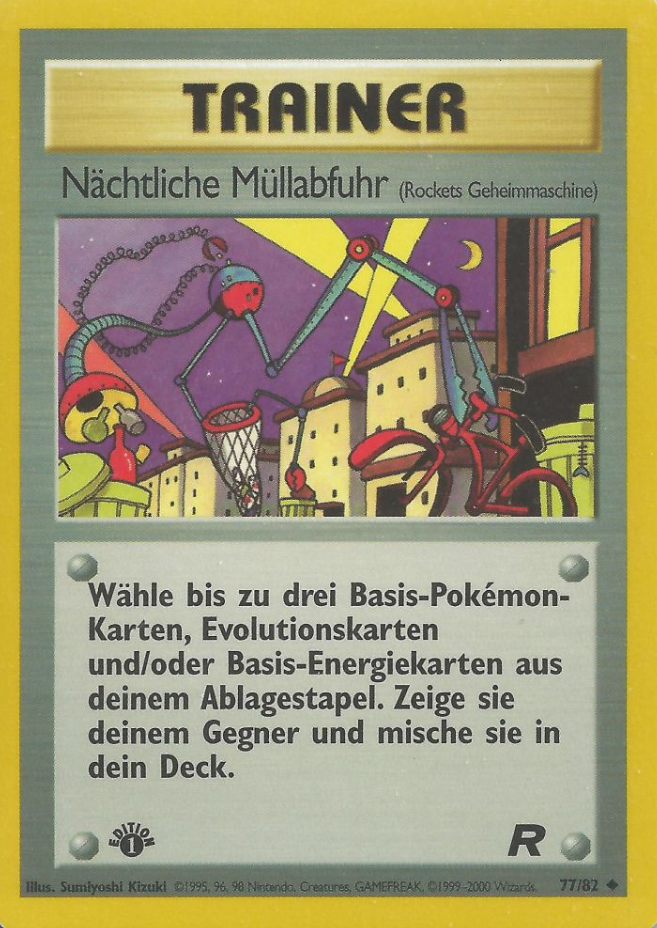 TRAINER
Nächtliche Müllabfuhr (Rockets Geheimmaschine)
Wähle bis zu drei Basis-Pokémon-
Karten, Evolutionskarten
und/oder Basis-Energiekarten aus
deinem Ablagestapel. Zeige sie
deinem Gegner und mische sie in
dein Deck.
EDITION
1
R
Illus. Sumiyoshi Kizuki ©1995, 96, 98 Nintendo, Creatures, GAMEFREAK, ©1999-2000 Wizards. 77/82